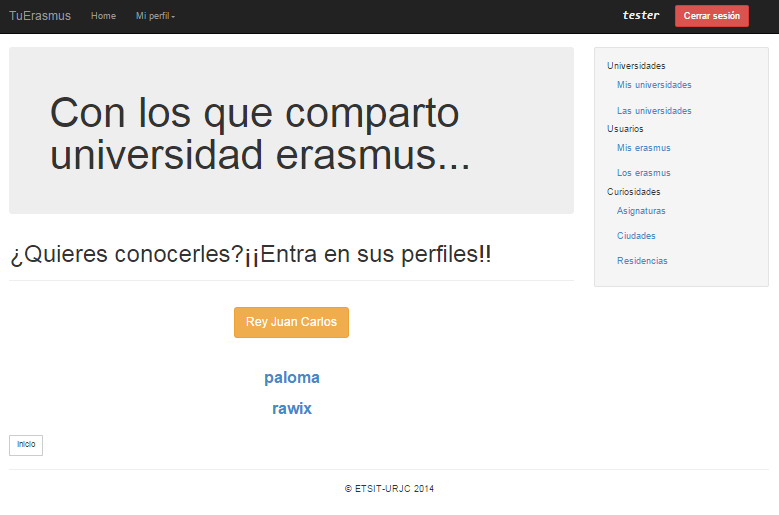 TuErasmus Home Mi perfil tester Cerrar sesión
Con los que comparto
universidad erasmus...
¿Quieres conocerles?¡¡Entra en sus perfiles!!
Rey Juan Carlos
paloma
rawix
Inicio
Universidades
Mis universidades
Las universidades
Usuarios
Mis erasmus
Los erasmus
Curiosidades
Asignaturas
Ciudades
Residencias
© ETSIT-URJC 2014